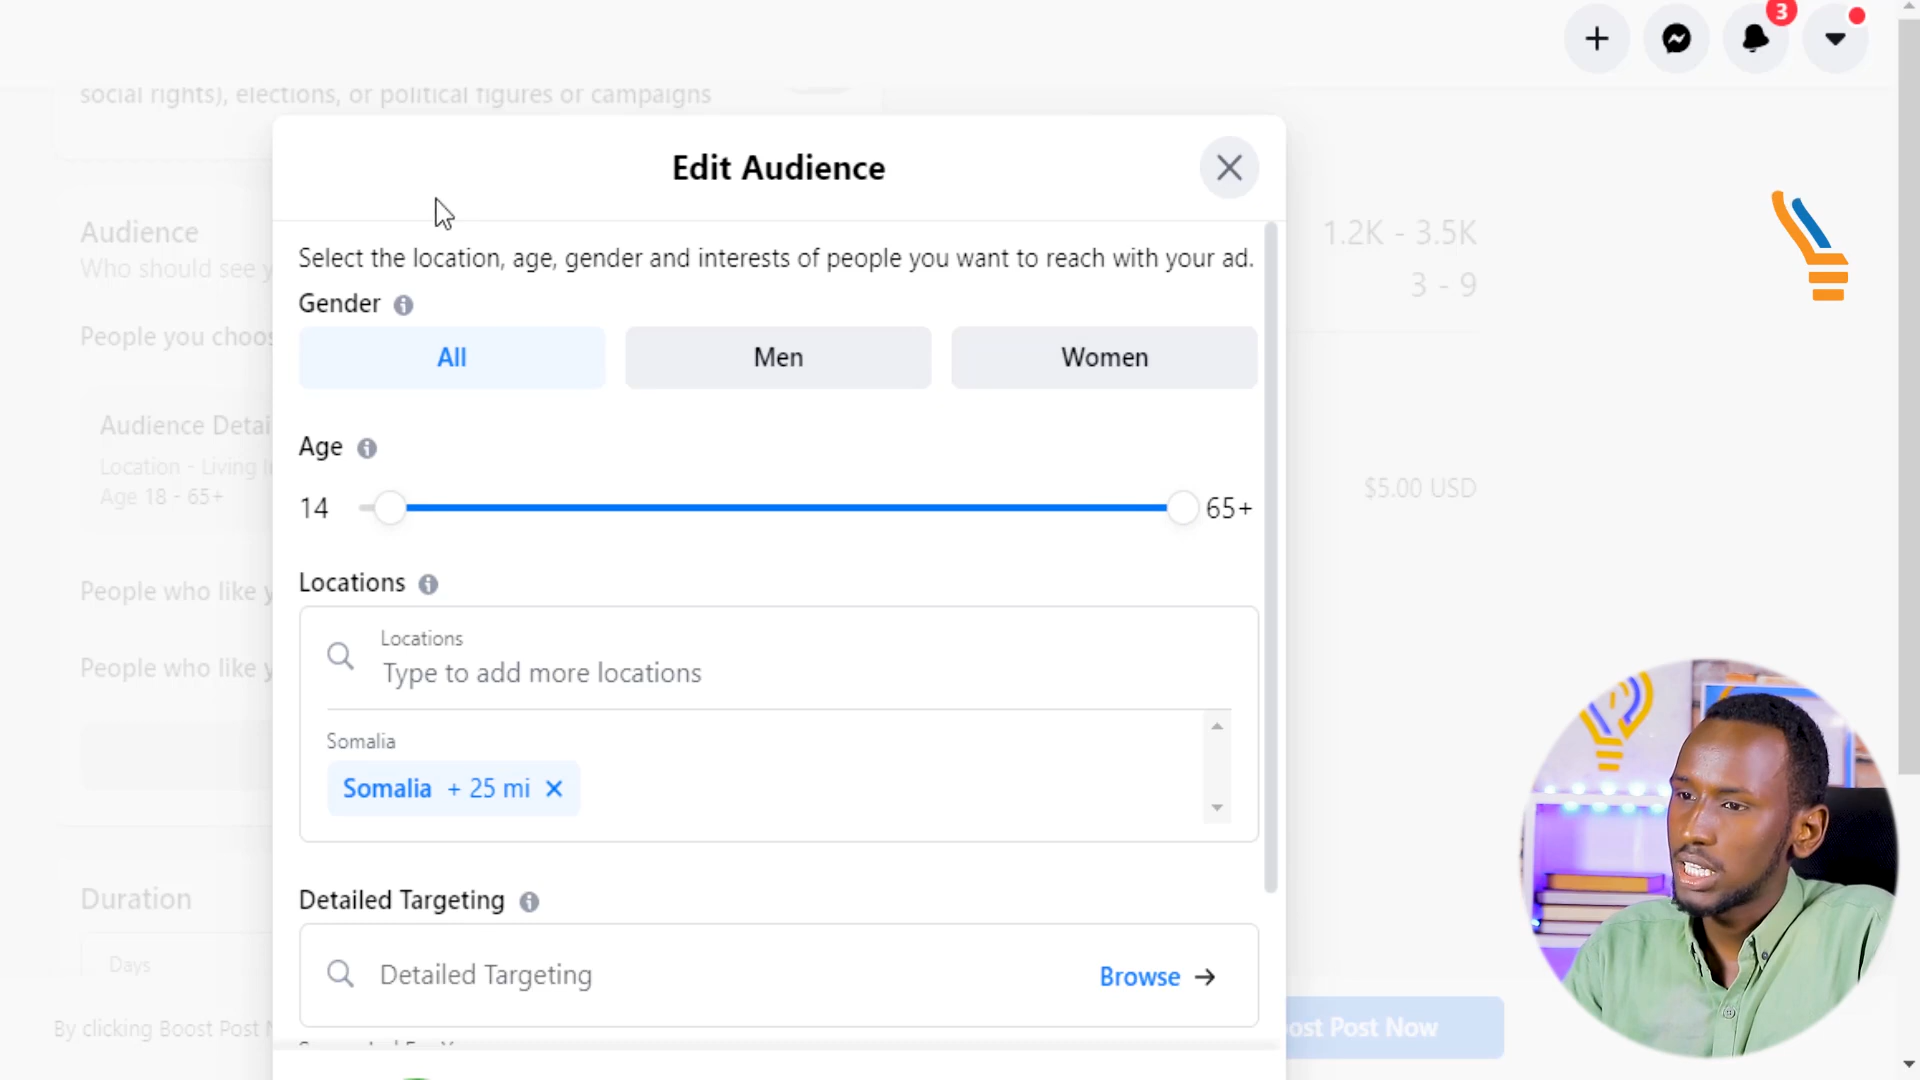 3
social rights), elections, or political figures or campaigns
Edit Audience
Audience
Who should see y
1.2K - 3.5K
Select the location, age, gender and interests of people you want to reach with your ad.
3 - 9
Gender
People you choos
All
Men
Women
Audience Detai
Age
Location - Living I
Age 18 - 65+
$5.00 USD
14
65+
Locations
People who like y
Locations
Type to add more locations
People who like y
Somalia
Somalia + 25 mi
Detailed Targeting
Duration
Days
Detailed Targeting
Browse
By clicking Boost Post N
ost Post Now